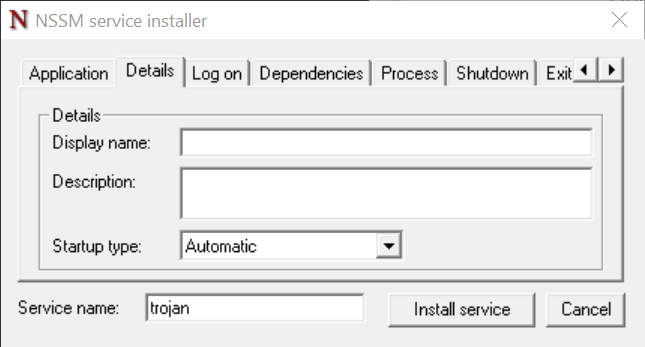 N NSSM service installer
Application Details Log on Dependencies Process Shutdown Exit
Details
Display name:
Description:
Startup type: Automatic
Service name: trojan Install service Cancel